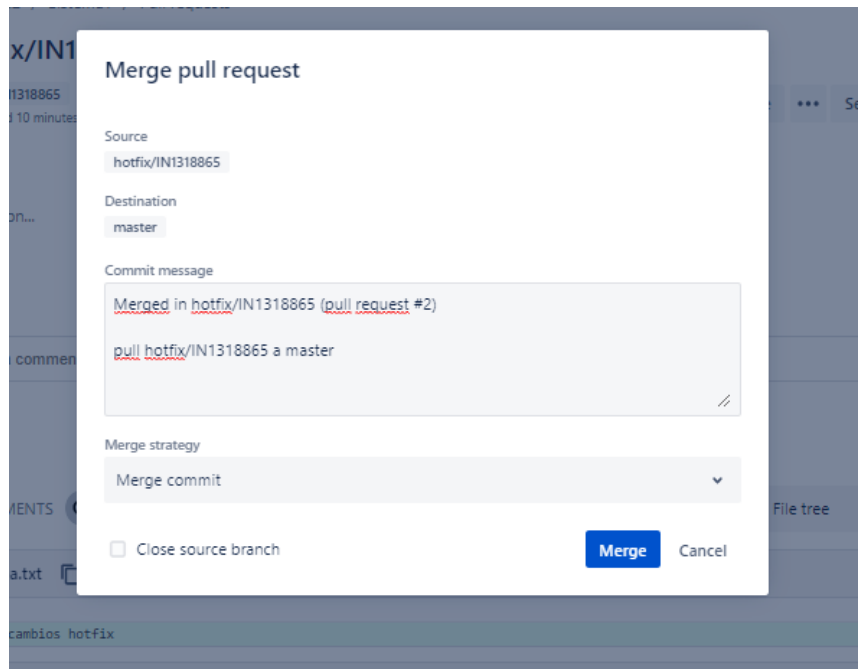 x/IN1
Merge pull request
1318865
10 minutes
Se
Source
hotfix/IN1318865
Destination
on...
master
Commit message
Merged in hotfix/IN1318865 (pull request #2)
pull hotfix/IN1318865 a master
commen
Merge strategy
Merge commit
MENTS
File tree
Close source branch
Merge
Cancel
a.txt
cambios hotfix